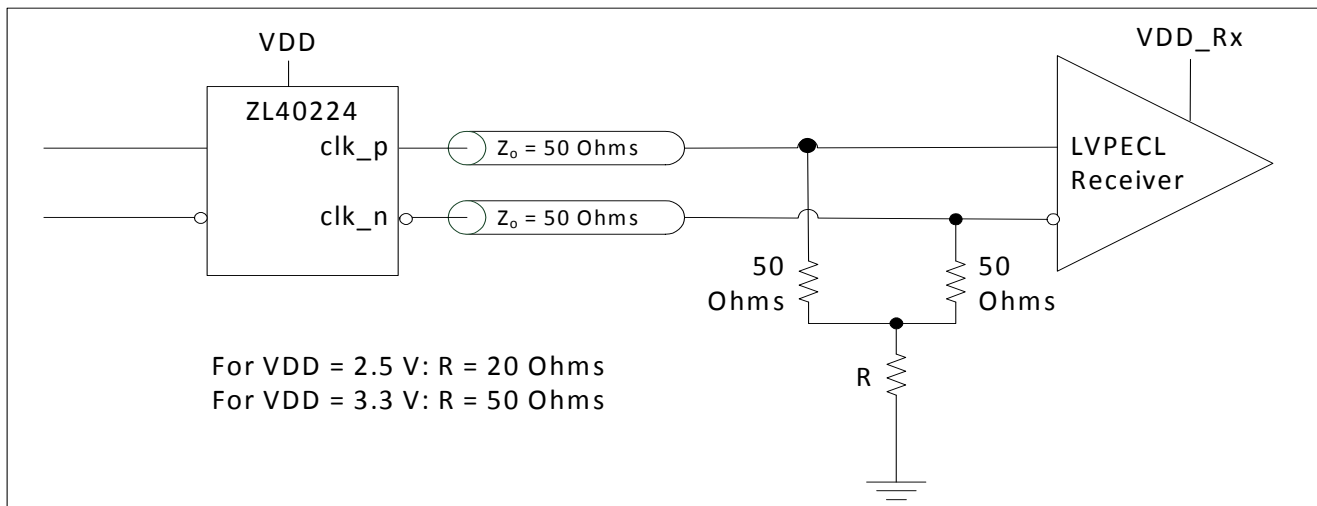 VDD
VDD_Rx
ZL40224
clk_p
Zₒ = 50 Ohms
LVPECL
Receiver
clk_n
Zₒ = 50 Ohms
50
Ohms
50
Ohms
For VDD = 2.5 V: R = 20 Ohms
For VDD = 3.3 V: R = 50 Ohms
R